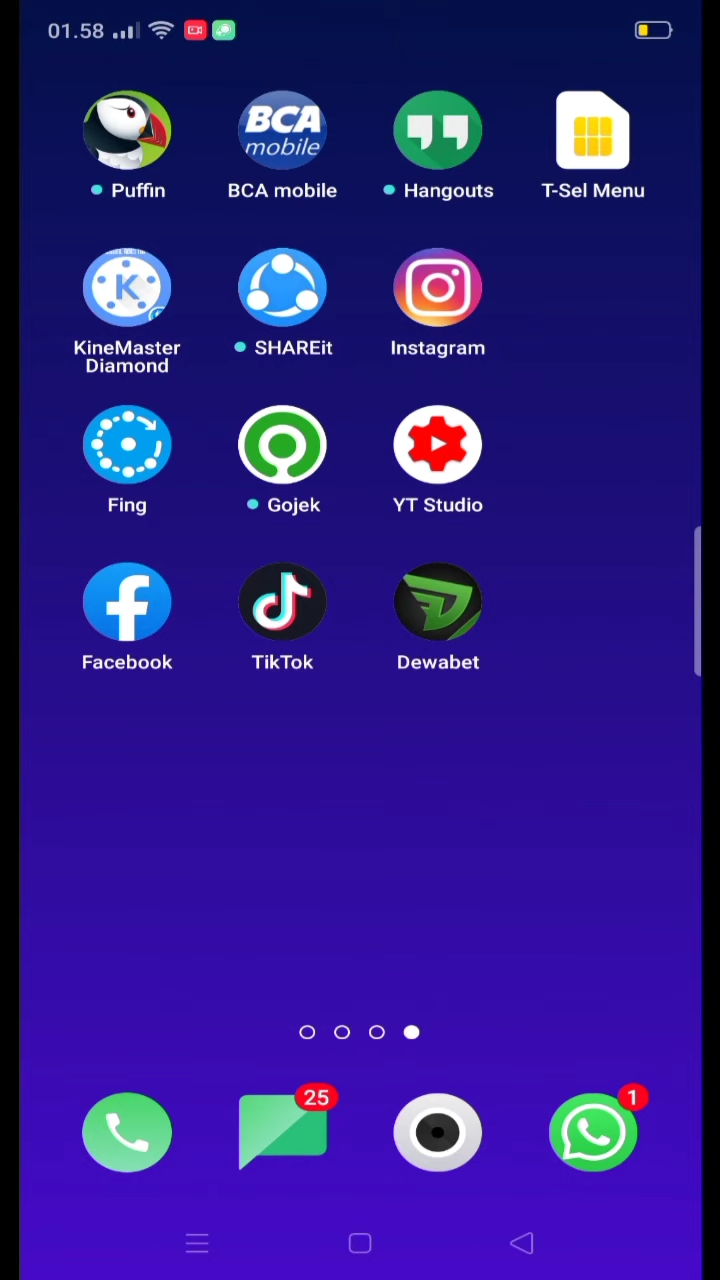 01.58
BCA
mobile
Puffin
BCA mobile
Hangouts
T-Sel Menu
K
KineMaster
Diamond
SHAREit
Instagram
Fing
Gojek
YT Studio
Facebook
TikTok
Dewabet
25
1